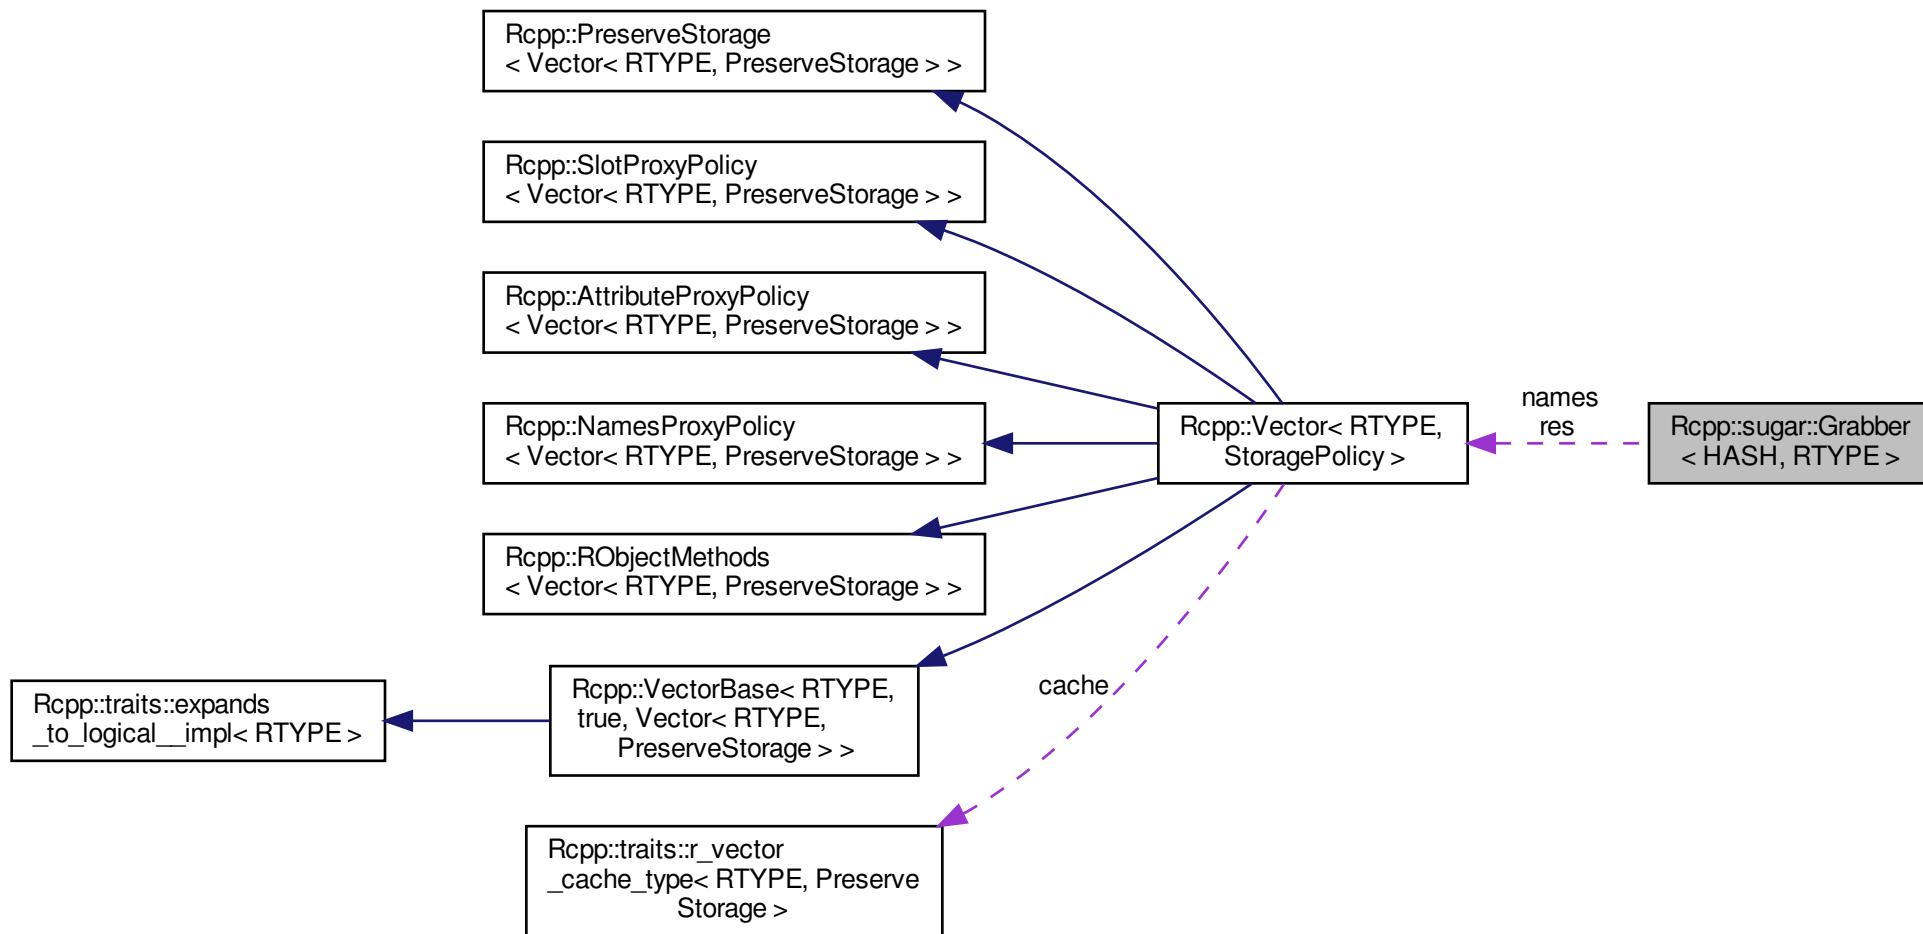 Rcpp::PreserveStorage
< Vector< RTYPE, PreserveStorage > >
Rcpp::SlotProxyPolicy
< Vector< RTYPE, PreserveStorage > >
Rcpp::AttributeProxyPolicy
< Vector< RTYPE, PreserveStorage > >
Rcpp::NamesProxyPolicy
< Vector< RTYPE, PreserveStorage > >
Rcpp::RObjectMethods
< Vector< RTYPE, PreserveStorage > >
Rcpp::traits::expands
_to_logical__impl< RTYPE >
Rcpp::VectorBase< RTYPE,
true, Vector< RTYPE,
PreserveStorage > >
Rcpp::traits::r_vector
_cache_type< RTYPE, Preserve
Storage >
cache
Rcpp::Vector< RTYPE,
StoragePolicy >
names
res
Rcpp::sugar::Grabber
< HASH, RTYPE >